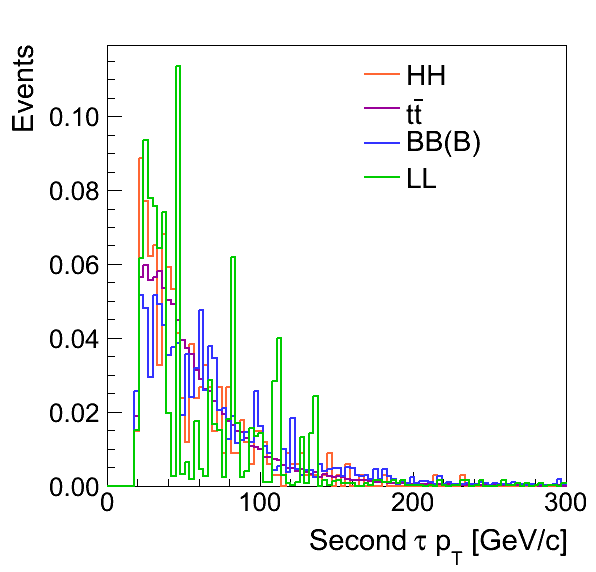 Events
HH
tt̄
BB(B)
LL
0.10
0.08
0.06
0.04
0.02
0.00
0 100 200 300
Second τ p_T [GeV/c]